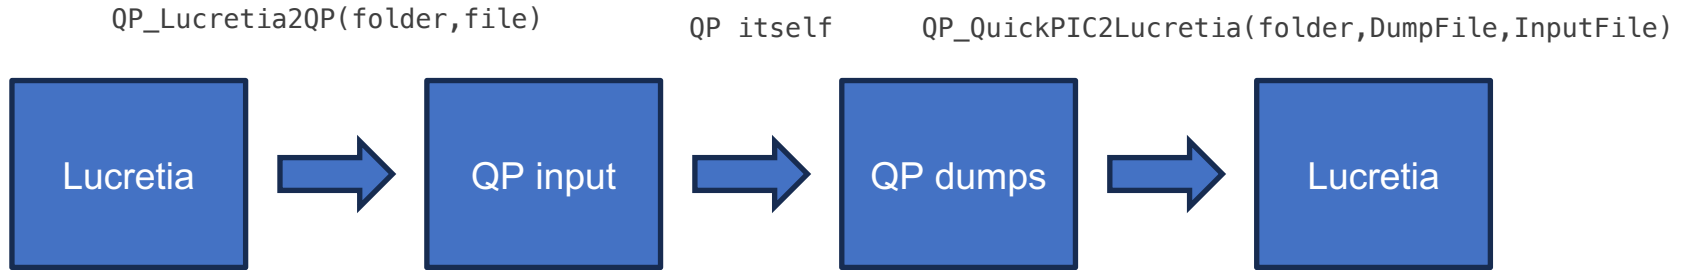 QP_Lucretia2QP(folder,file)
QP itself
QP_QuickPIC2Lucretia(folder,DumpFile,InputFile)
Lucretia
QP input
QP dumps
Lucretia